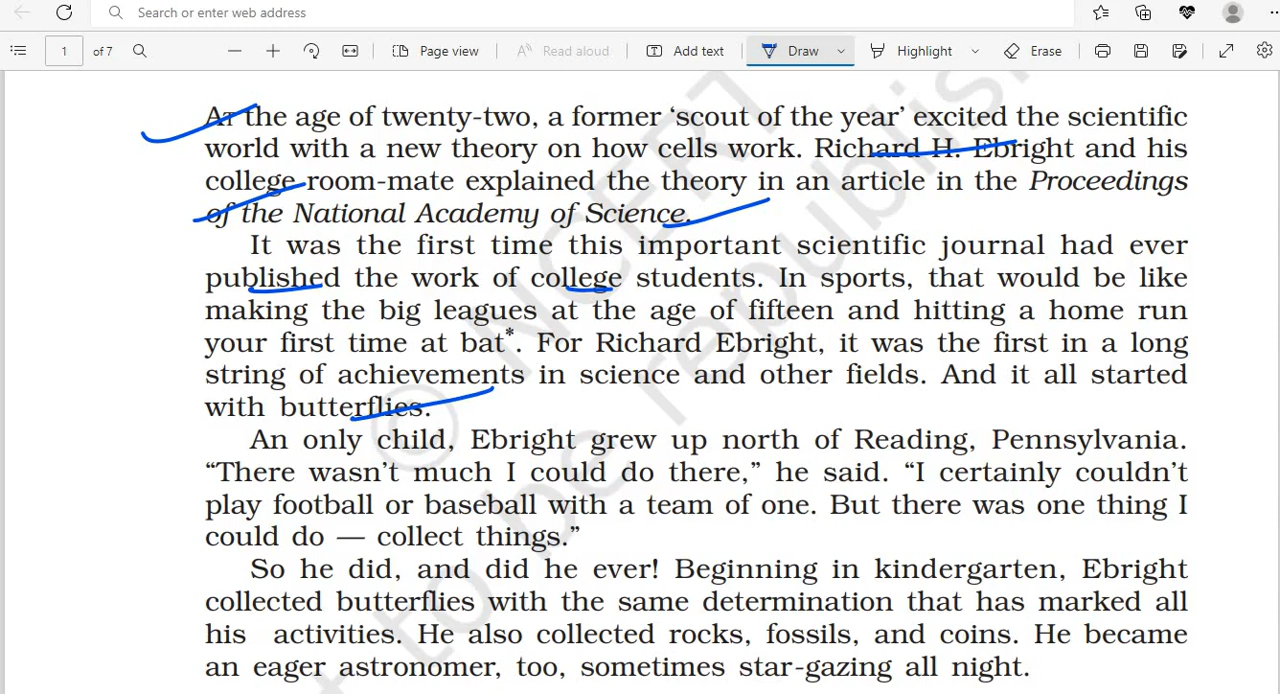 Search or enter web address
1 of 7 Page view Read aloud Add text Draw Highlight Erase
At the age of twenty-two, a former ‘scout of the year’ excited the scientific
world with a new theory on how cells work. Richard H. Ebright and his
college room-mate explained the theory in an article in the Proceedings
of the National Academy of Science.
It was the first time this important scientific journal had ever
published the work of college students. In sports, that would be like
making the big leagues at the age of fifteen and hitting a home run
your first time at bat*. For Richard Ebright, it was the first in a long
string of achievements in science and other fields. And it all started
with butterflies.
An only child, Ebright grew up north of Reading, Pennsylvania.
“There wasn’t much I could do there,” he said. “I certainly couldn’t
play football or baseball with a team of one. But there was one thing I
could do — collect things.”
So he did, and did he ever! Beginning in kindergarten, Ebright
collected butterflies with the same determination that has marked all
his activities. He also collected rocks, fossils, and coins. He became
an eager astronomer, too, sometimes star-gazing all night.
© NCERT
not to be republished